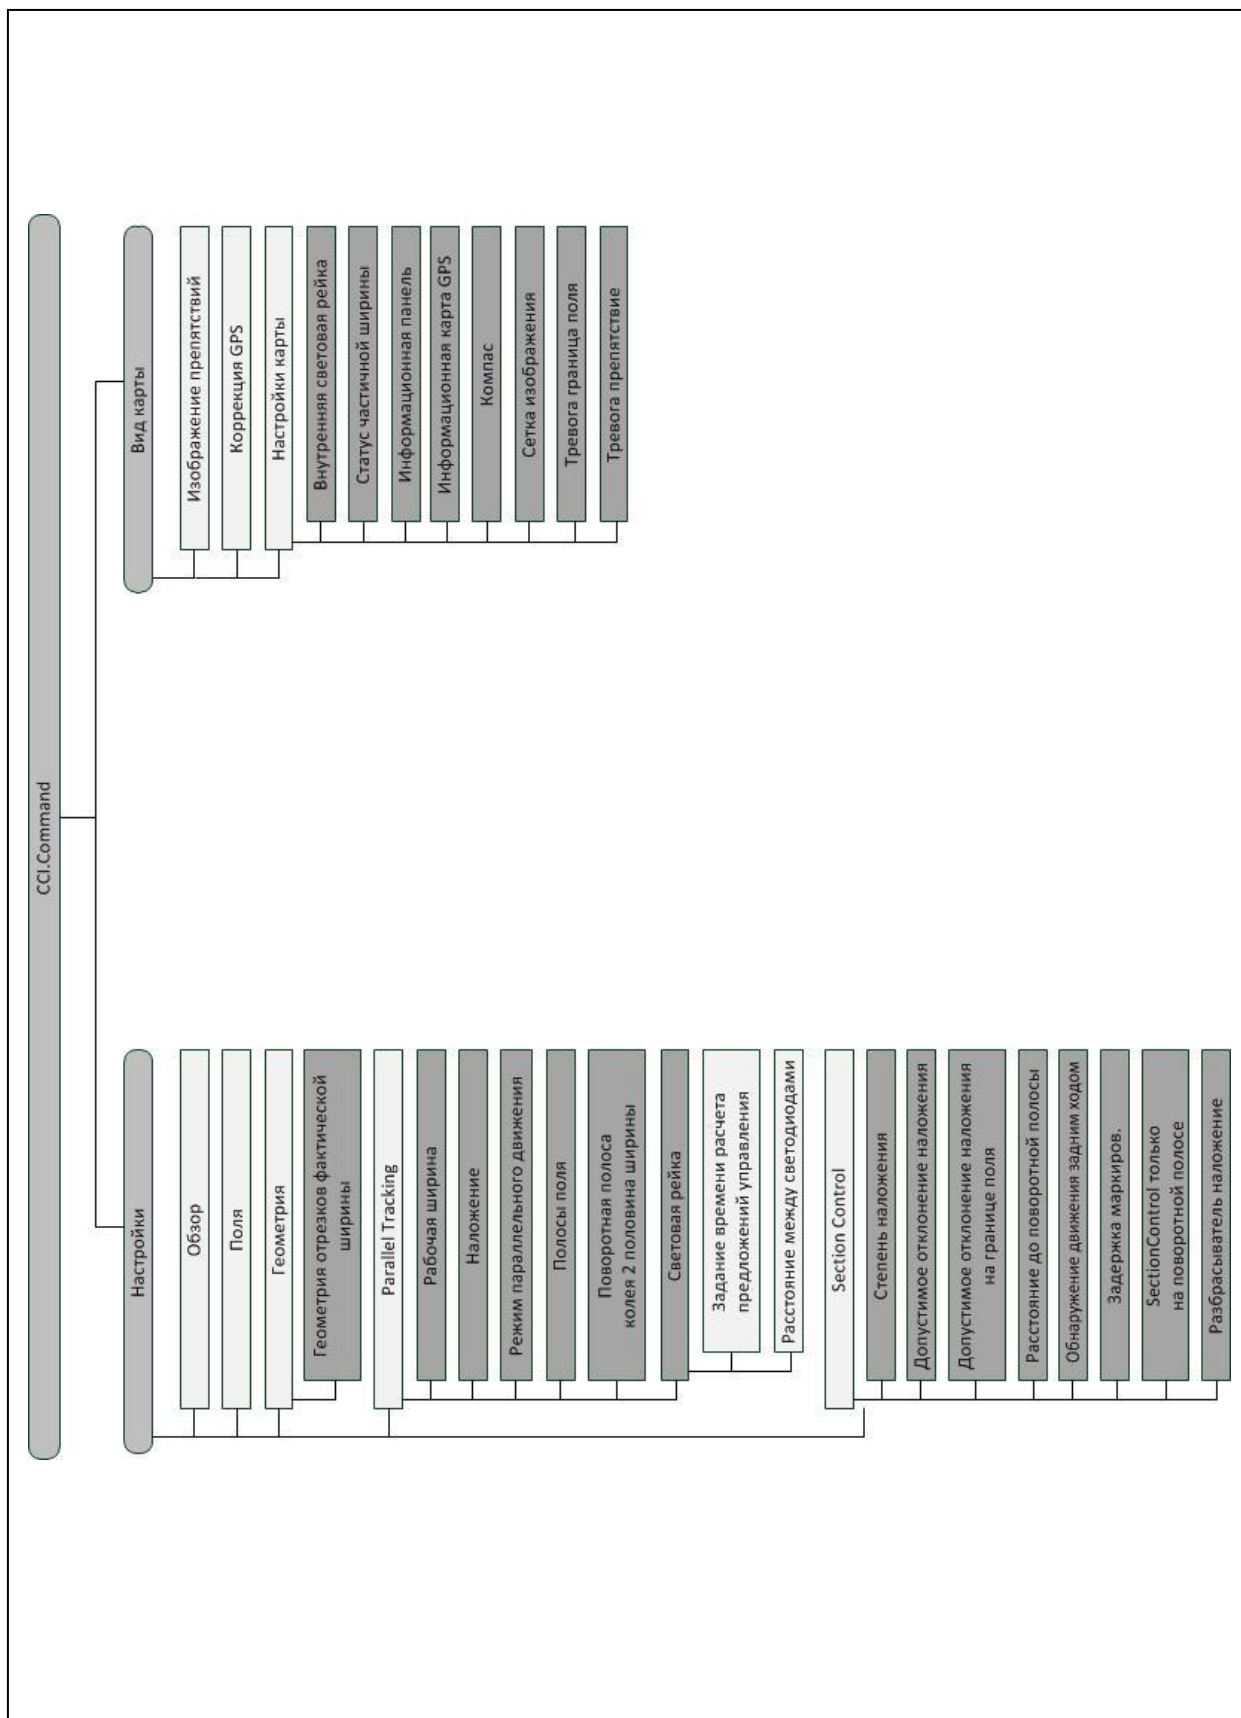 CCI.Command
Настройки
Обзор
Поля
Геометрия
Геометрия отрезков фактической
ширины
Parallel Tracking
Рабочая ширина
Наложение
Режим параллельного движения
Полосы поля
Поворотная полоса
колея 2 половина ширины
Световая рейка
Задание времени расчета
предложений управления
Расстояние между светодиодами
Section Control
Степень наложения
Допустимое отклонение наложения
Допустимое отклонение наложения
на границе поля
Расстояние до поворотной полосы
Обнаружение движения задним ходом
Задержка маркиров.
SectionControl только
на поворотной полосе
Разбрасыватель наложение
Вид карты
Изображение препятствий
Коррекция GPS
Настройки карты
Внутренняя световая рейка
Статус частичной ширины
Информационная панель
Информационная карта GPS
Компас
Сетка изображения
Тревога граница поля
Тревога препятствие